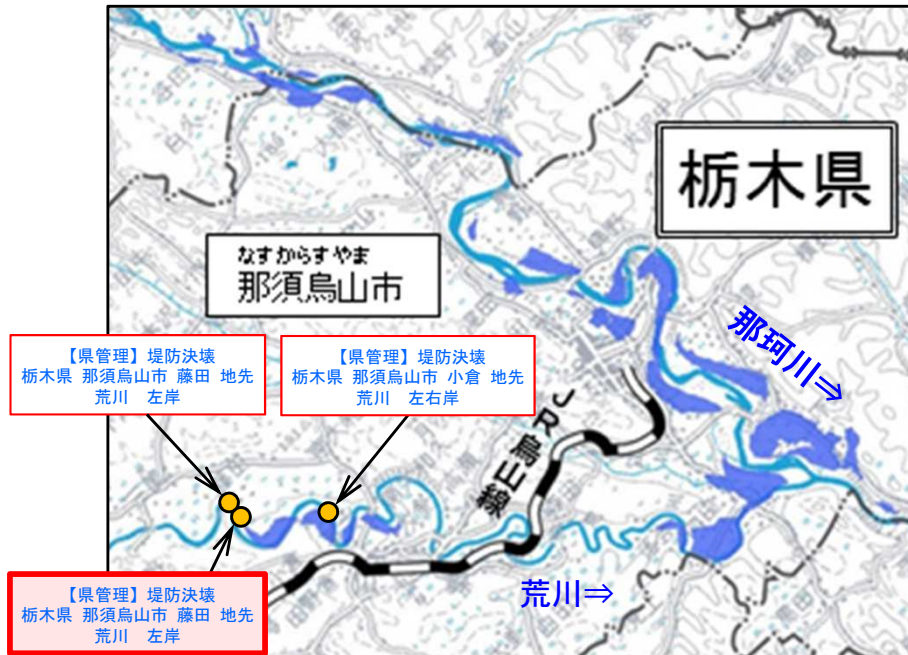 栃木県
なすからすやま
那須烏山市
那珂川⇒
【県管理】堤防決壊
栃木県 那須烏山市 藤田 地先
荒川 左岸
【県管理】堤防決壊
栃木県 那須烏山市 小倉 地先
荒川 左右岸
JR烏山線
【県管理】堤防決壊
栃木県 那須烏山市 藤田 地先
荒川 左岸
荒川⇒